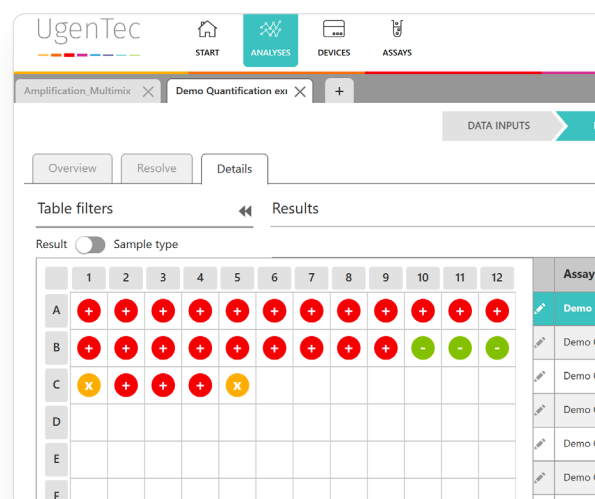 UgenTec
START
ANALYSES
DEVICES
ASSAYS
Amplification_Multimix
Demo Quantification
+
DATA INPUTS
Overview
Resolve
Details
Table filters
Results
Result
Sample type
1 2 3 4 5 6 7 8 9 10 11 12
Assay
A + + + + + + + + + + + +
Demo
B + + + + + + + + + - - -
Demo
C x + + + x
Demo
D
Demo
E
Demo
F
Demo